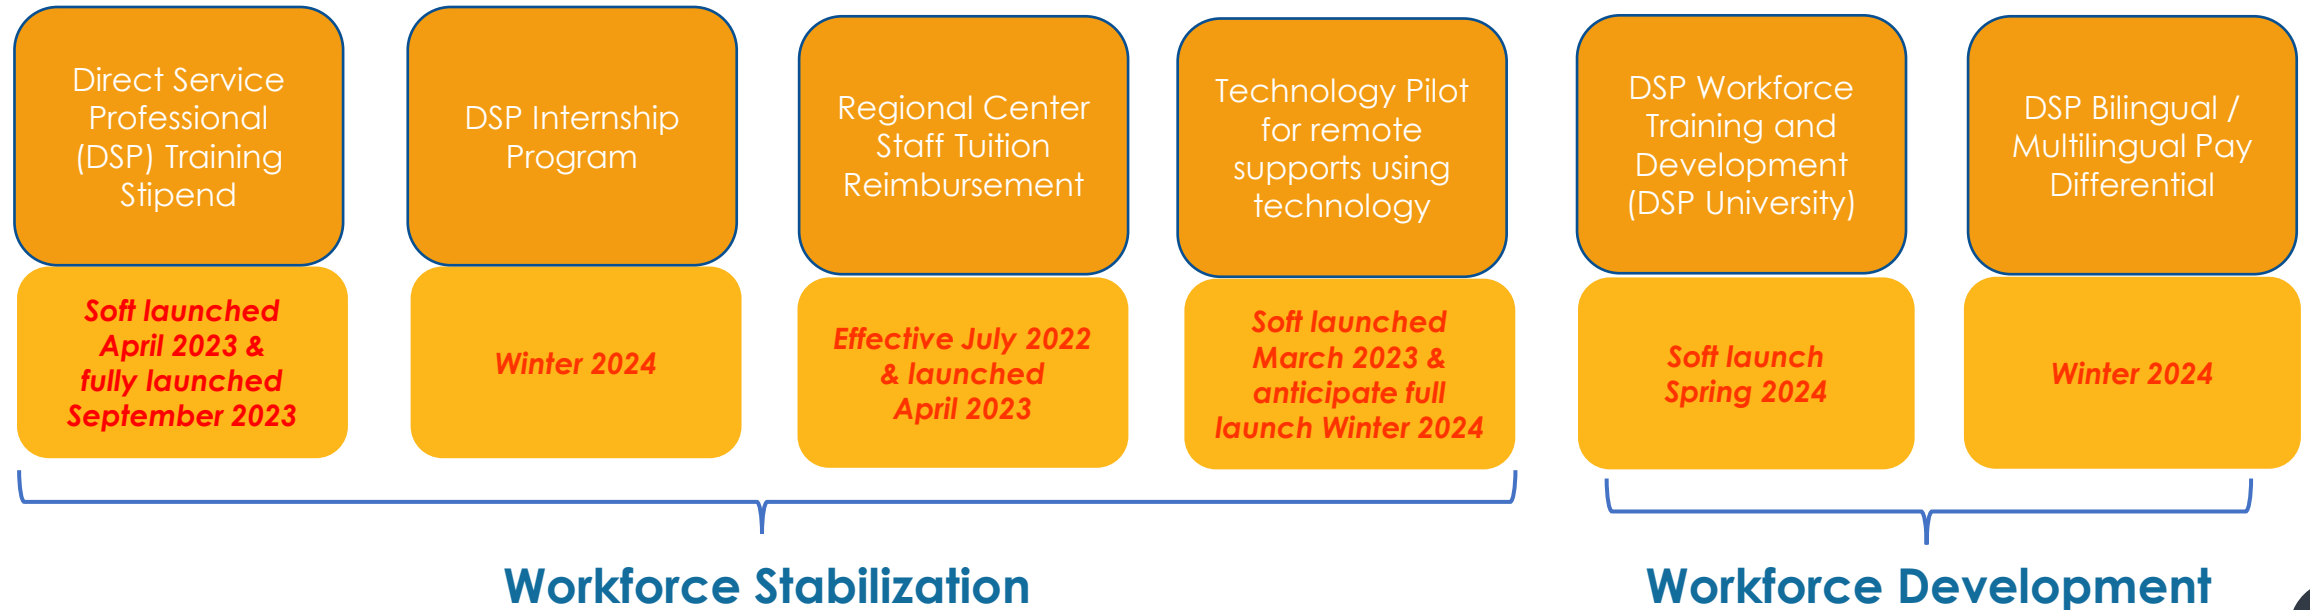 Direct Service
Professional
(DSP) Training
Stipend
DSP Internship
Program
Regional Center
Staff Tuition
Reimbursement
Technology Pilot
for remote
supports using
technology
DSP Workforce
Training and
Development
(DSP University)
DSP Bilingual /
Multilingual Pay
Differential
Soft launched
April 2023 &
fully launched
September 2023
Winter 2024
Effective July 2022
& launched
April 2023
Soft launched
March 2023 &
anticipate full
launch Winter 2024
Soft launch
Spring 2024
Winter 2024
Workforce Stabilization
Workforce Development